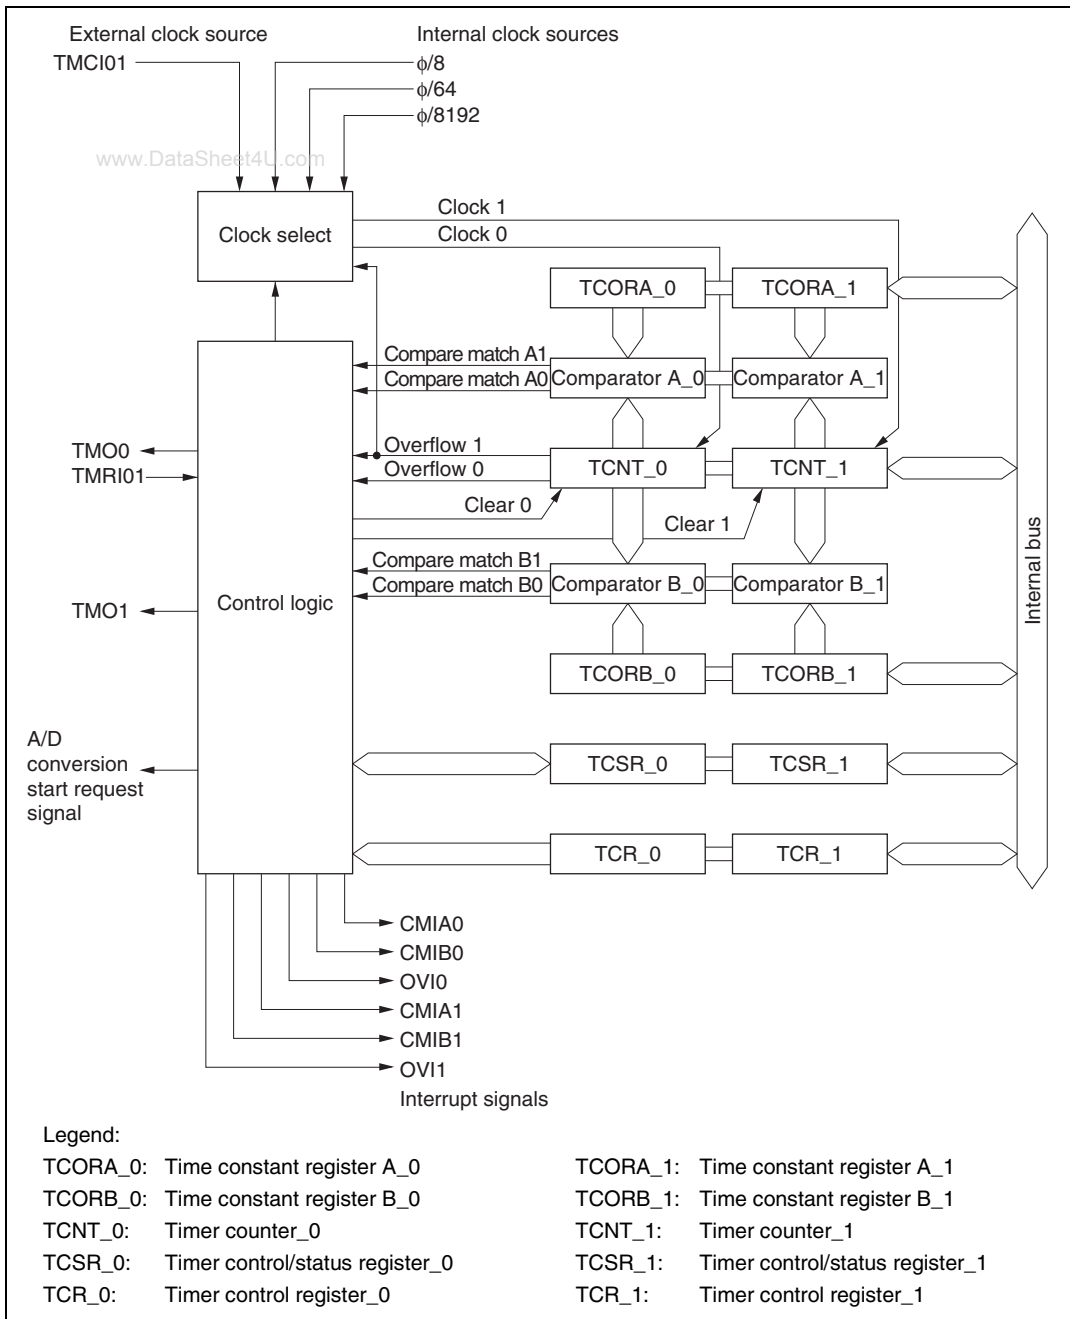 External clock source
Internal clock sources
TMCI01
ϕ/8
ϕ/64
ϕ/8192
www.DataSheet4U.com
Clock select
Clock 1
Clock 0
TCORA_0
TCORA_1
Compare match A1
Compare match A0
Comparator A_0
Comparator A_1
TMO0
TMRI01
Overflow 1
Overflow 0
TCNT_0
TCNT_1
Clear 0
Clear 1
Compare match B1
Compare match B0
Comparator B_0
Comparator B_1
TMO1
Control logic
Internal bus
TCORB_0
TCORB_1
A/D
conversion
start request
signal
TCSR_0
TCSR_1
TCR_0
TCR_1
CMIA0
CMIB0
OVI0
CMIA1
CMIB1
OVI1
Interrupt signals
Legend:
TCORA_0: Time constant register A_0
TCORA_1: Time constant register A_1
TCORB_0: Time constant register B_0
TCORB_1: Time constant register B_1
TCNT_0: Timer counter_0
TCNT_1: Timer counter_1
TCSR_0: Timer control/status register_0
TCSR_1: Timer control/status register_1
TCR_0: Timer control register_0
TCR_1: Timer control register_1